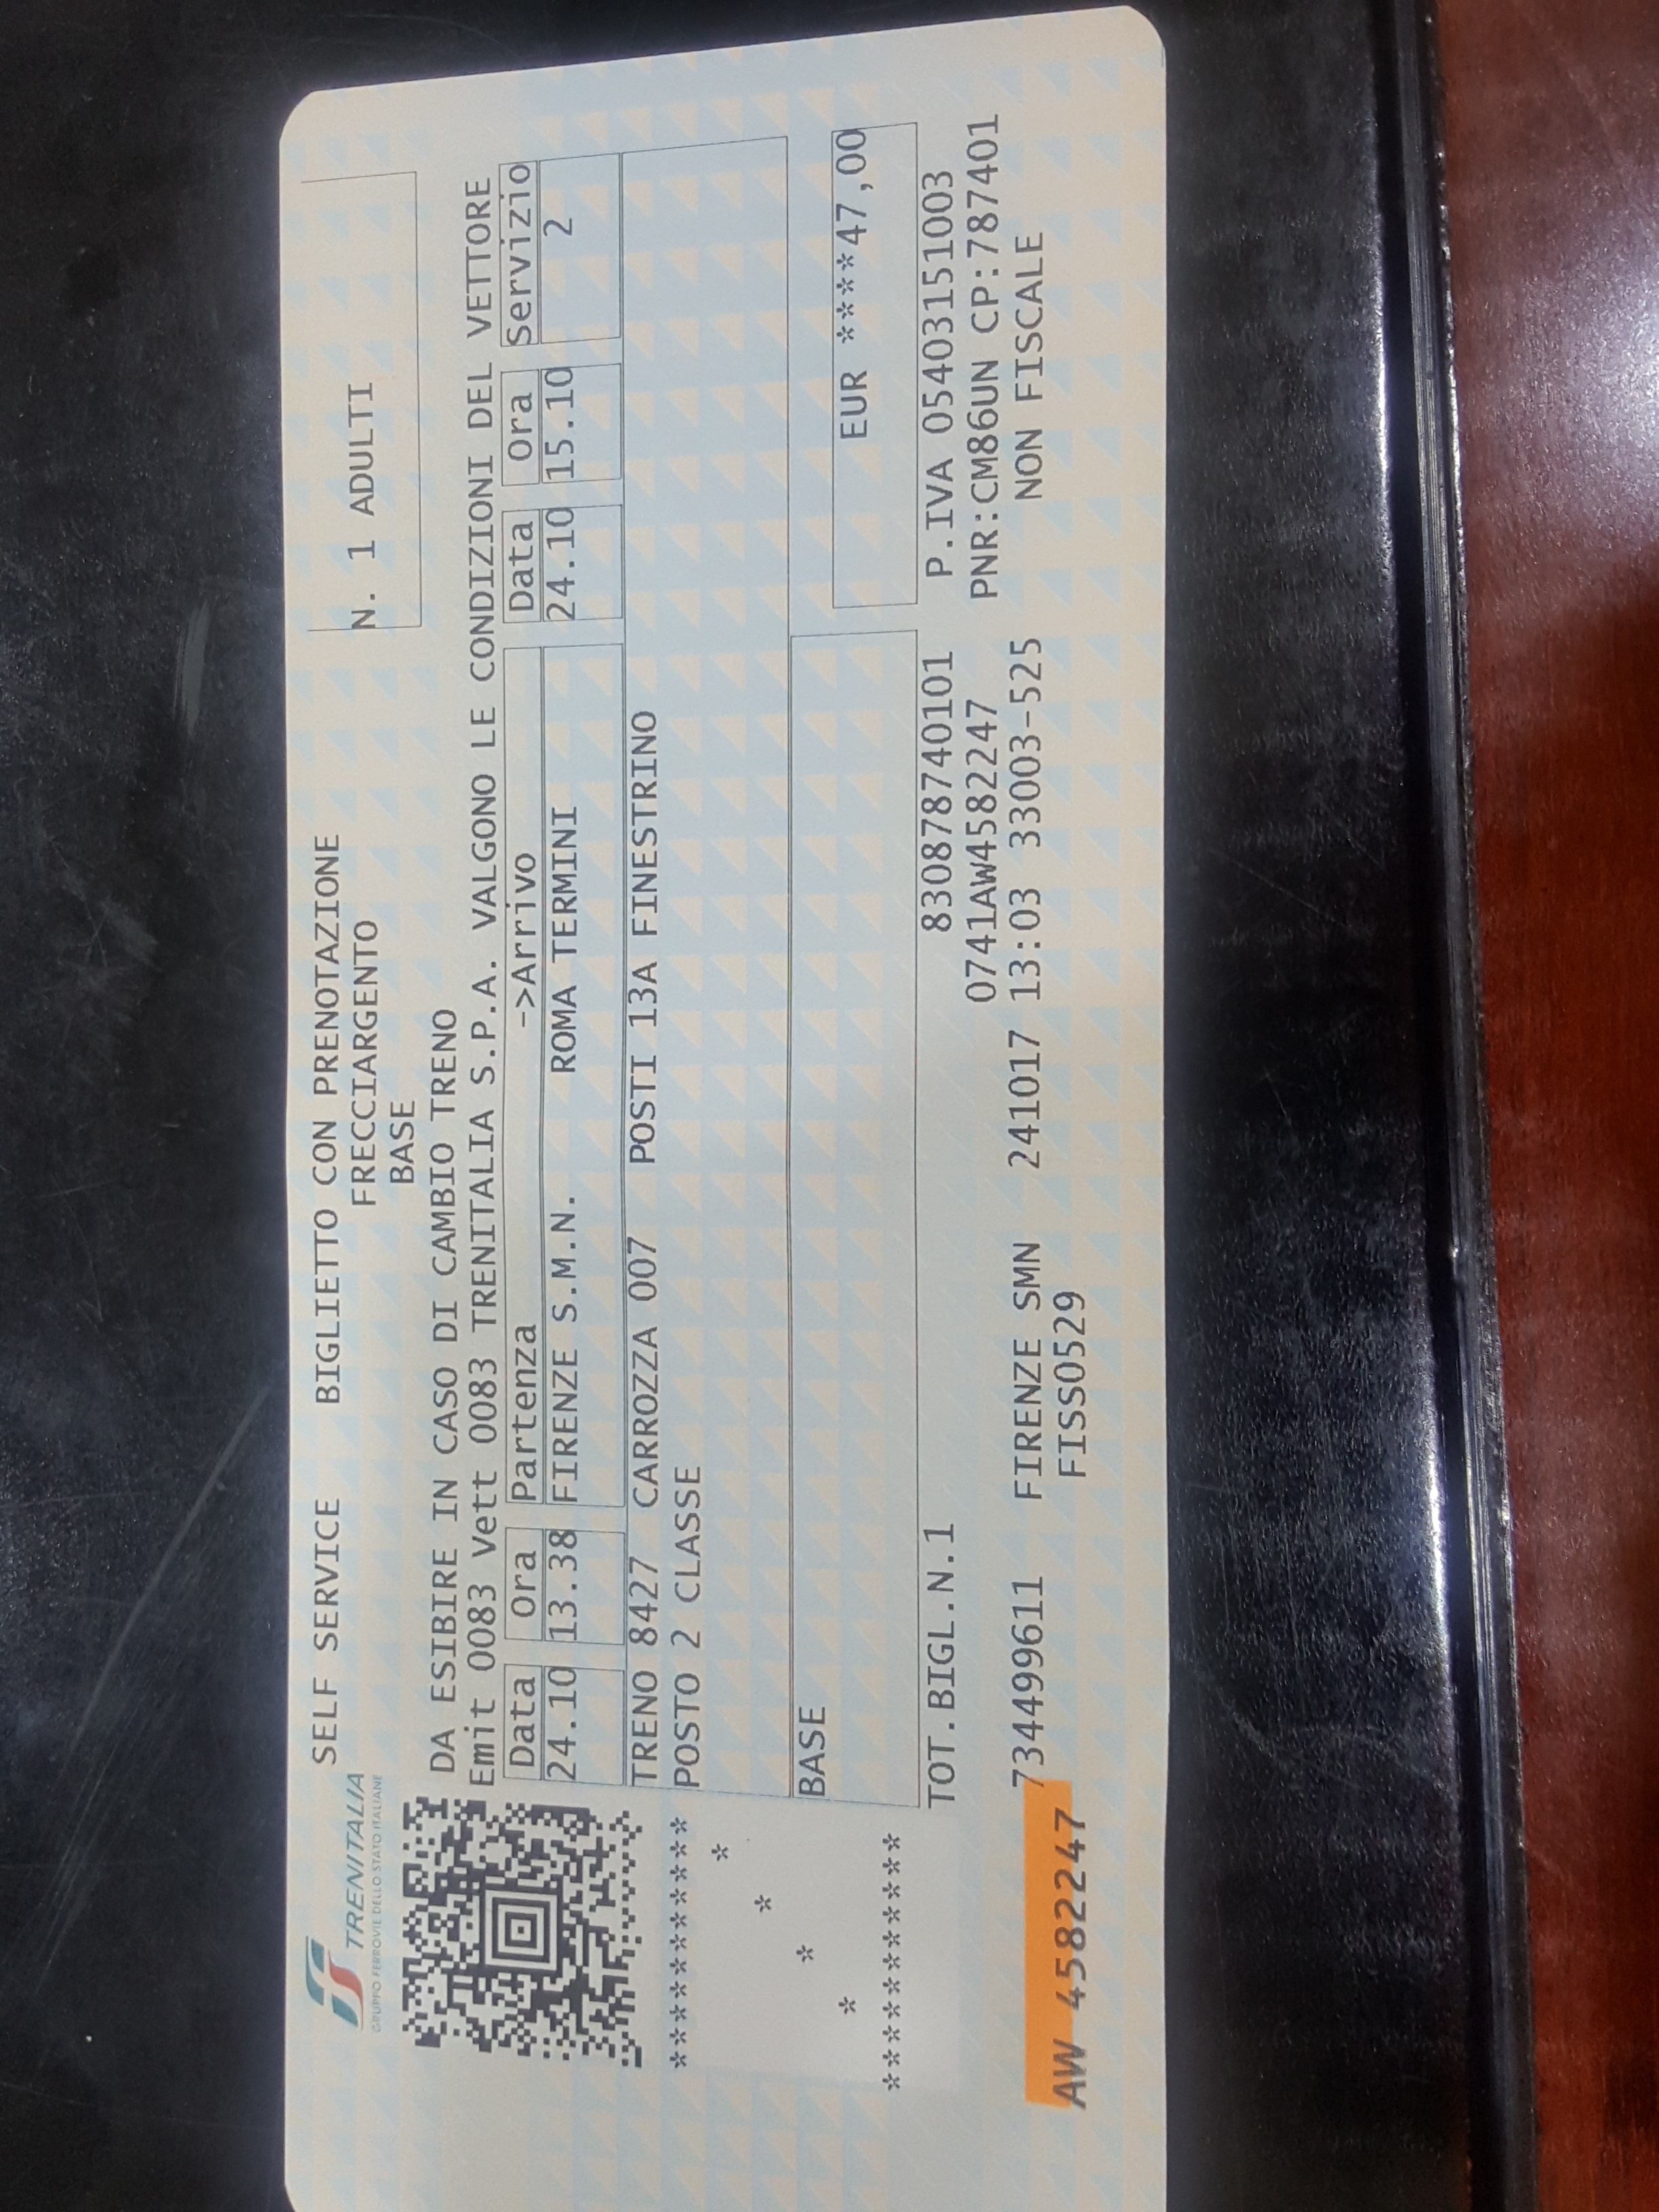 TRENITALIA
GRUPPO FERROVIE DELLO STATO ITALIANE
SELF SERVICE BIGLIETTO CON PRENOTAZIONE
FRECCIARGENTO
BASE
N. 1 ADULTI
DA ESIBIRE IN CASO DI CAMBIO TRENO
Emit 0083 Vett 0083 TRENITALIA S.P.A. VALGONO LE CONDIZIONI DEL VETTORE
Data Ora Partenza ->Arrivo Data Ora Servizio
24.10 13.38 FIRENZE S.M.N. ROMA TERMINI 24.10 15.10 2
TRENO 8427 CARROZZA 007 POSTI 13A FINESTRINO
POSTO 2 CLASSE
***********
*
*
*
*
***********
BASE
EUR ****47,00
TOT.BIGL.N.1 830878740101 P.IVA 05403151003
0741AW4582247 PNR:CM86UN CP:787401
734499611 FIRENZE SMN 241017 13:03 33003-525 NON FISCALE
FISS0529
AW 4582247